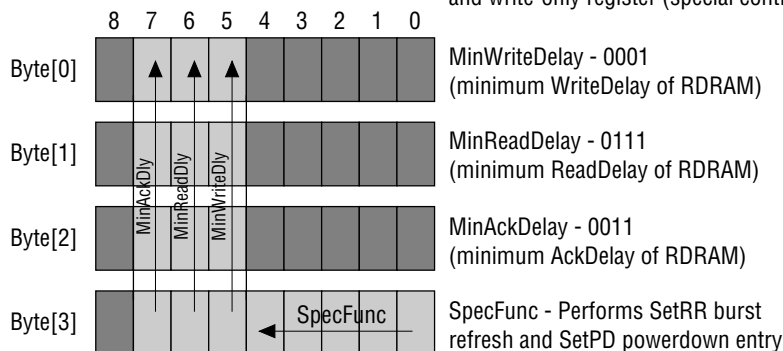 and write-only register (special cont
8 7 6 5 4 3 2 1 0
Byte[0]
MinWriteDelay - 0001
(minimum WriteDelay of RDRAM)
Byte[1]
MinAckDly
MinReadDly
MinWriteDly
MinReadDelay - 0111
(minimum ReadDelay of RDRAM)
Byte[2]
MinAckDelay - 0011
(minimum AckDelay of RDRAM)
Byte[3]
SpecFunc
SpecFunc - Performs SetRR burst
refresh and SetPD powerdown entry